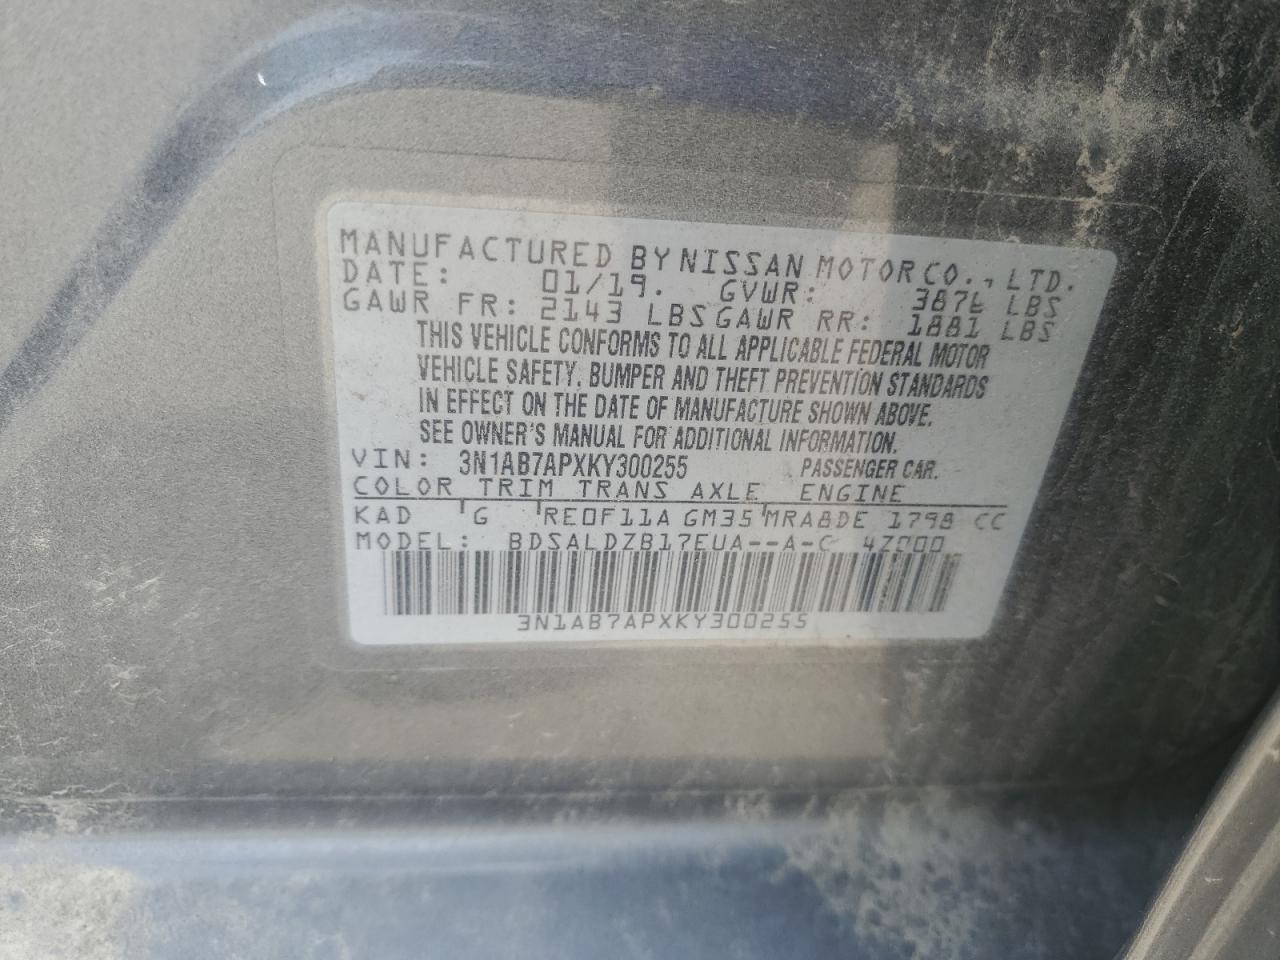 MANUFACTURED BY NISSAN MOTOR CO., LTD.
DATE: 01/19. GVWR: 3876 LBS
GAWR FR: 2143 LBS GAWR RR: 1881 LBS
THIS VEHICLE CONFORMS TO ALL APPLICABLE FEDERAL MOTOR
VEHICLE SAFETY, BUMPER AND THEFT PREVENTION STANDARDS
IN EFFECT ON THE DATE OF MANUFACTURE SHOWN ABOVE.
SEE OWNER'S MANUAL FOR ADDITIONAL INFORMATION.
VIN: 3N1AB7APXKY300255 PASSENGER CAR.
COLOR TRIM TRANS AXLE ENGINE
KAD G RE0F11A GM35 MRA8DE 1798 CC
MODEL: BDSALDZB17EUA--A-C 4Z000
3N1AB7APXKY300255